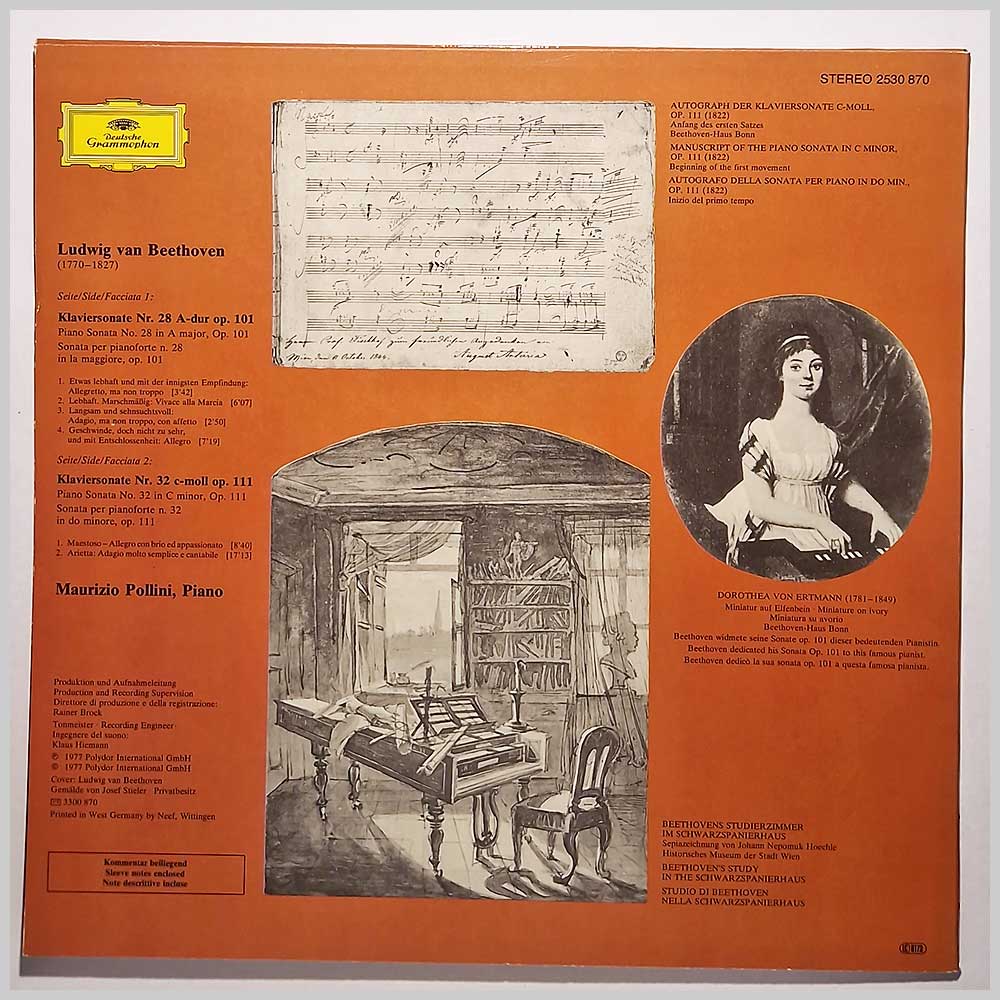 STEREO 2530 870
Deutsche
Grammophon
AUTOGRAPH DER KLAVIERSONATE C-MOLL,
OP. 111 (1822)
Anfang des ersten Satzes
Beethoven-Haus Bonn
MANUSCRIPT OF THE PIANO SONATA IN C MINOR,
OP. 111 (1822)
Beginning of the first movement
AUTOGRAFO DELLA SONATA PER PIANO IN DO MIN.,
OP. 111 (1822)
Inizio del primo tempo
Ludwig van Beethoven
(1770–1827)
Seite/Side/Facciata 1:
Klaviersonate Nr. 28 A-dur op. 101
Piano Sonata No. 28 in A major, Op. 101
Sonata per pianoforte n. 28
in la maggiore, op. 101
1. Etwas lebhaft und mit der innigsten Empfindung:
Allegretto, ma non troppo [3'42]
2. Lebhaft. Marschmäßig: Vivace alla Marcia [6'07]
3. Langsam und sehnsuchtsvoll:
Adagio, ma non troppo, con affetto [2'50]
4. Geschwinde, doch nicht zu sehr,
und mit Entschlossenheit: Allegro [7'19]
Seite/Side/Facciata 2:
Klaviersonate Nr. 32 c-moll op. 111
Piano Sonata No. 32 in C minor, Op. 111
Sonata per pianoforte n. 32
in do minore, op. 111
1. Maestoso – Allegro con brio ed appassionato [8'40]
2. Arietta: Adagio molto semplice e cantabile [17'13]
Maurizio Pollini, Piano
Produktion und Aufnahmeleitung
Production and Recording Supervision
Direttore di produzione e della registrazione:
Rainer Brock
Tonmeister · Recording Engineer ·
Ingegnere del suono:
Klaus Hiemann
℗ 1977 Polydor International GmbH
© 1977 Polydor International GmbH
Cover: Ludwig van Beethoven
Gemälde von Josef Stieler · Privatbesitz
3300 870
Printed in West Germany by Neef, Wittingen
Kommentar beiliegend
Sleeve notes enclosed
Note descrittive incluse
DOROTHEA VON ERTMANN (1781–1849)
Miniatur auf Elfenbein · Miniature on ivory
Miniatura su avorio
Beethoven-Haus Bonn
Beethoven widmete seine Sonate op. 101 dieser bedeutenden Pianistin.
Beethoven dedicated his Sonata Op. 101 to this famous pianist.
Beethoven dedicò la sua sonata op. 101 a questa famosa pianista.
BEETHOVENS STUDIERZIMMER
IM SCHWARZSPANIERHAUS
Sepiazeichnung von Johann Nepomuk Hoechle
Historisches Museum der Stadt Wien
BEETHOVEN'S STUDY
IN THE SCHWARZSPANIERHAUS
STUDIO DI BEETHOVEN
NELLA SCHWARZSPANIERHAUS